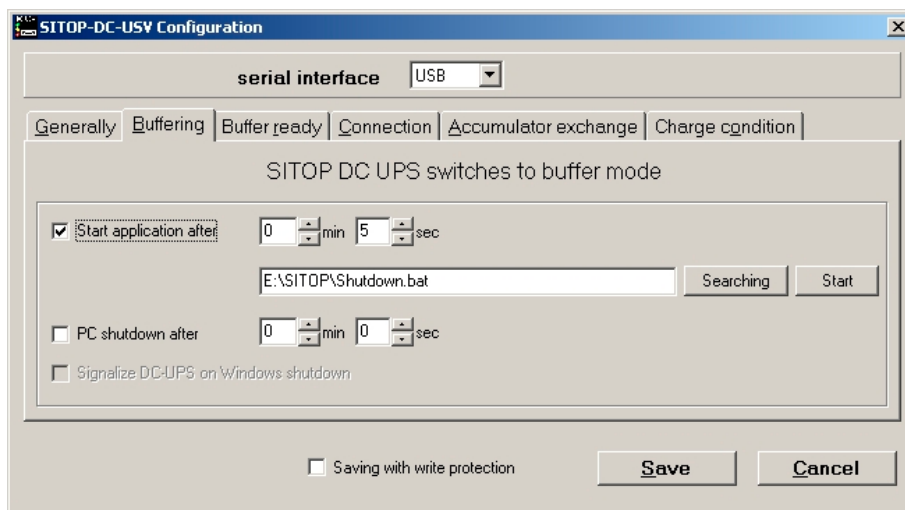 SITOP-DC-USV Configuration
serial interface USB
Generally Buffering Buffer ready Connection Accumulator exchange Charge condition
SITOP DC UPS switches to buffer mode
Start application after 0 min 5 sec
E:\SITOP\Shutdown.bat Searching Start
PC shutdown after 0 min 0 sec
Signalize DC-UPS on Windows shutdown
Saving with write protection Save Cancel